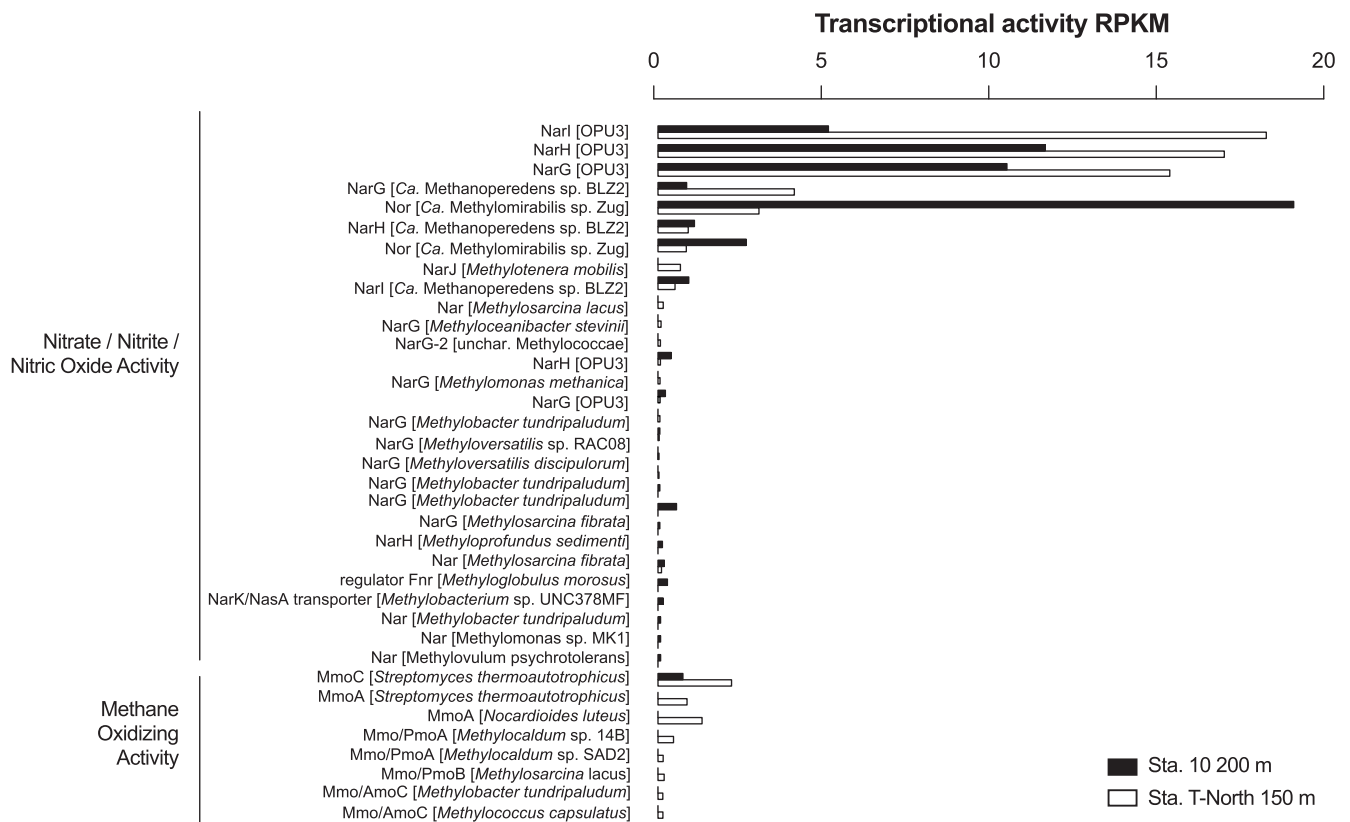 Transcriptional activity RPKM
0 5 10 15 20
NarI [OPU3]
NarH [OPU3]
NarG [OPU3]
NarG [Ca. Methanoperedens sp. BLZ2]
Nor [Ca. Methylomirabilis sp. Zug]
NarH [Ca. Methanoperedens sp. BLZ2]
Nor [Ca. Methylomirabilis sp. Zug]
NarJ [Methylotenera mobilis]
NarI [Ca. Methanoperedens sp. BLZ2]
Nar [Methylosarcina lacus]
NarG [Methyloceanibacter stevinii]
NarG-2 [unchar. Methylococcae]
NarH [OPU3]
NarG [Methylomonas methanica]
NarG [OPU3]
NarG [Methylobacter tundripaludum]
NarG [Methyloversatilis sp. RAC08]
NarG [Methyloversatilis discipulorum]
NarG [Methylobacter tundripaludum]
NarG [Methylobacter tundripaludum]
NarG [Methylosarcina fibrata]
NarH [Methyloprofundus sedimenti]
Nar [Methylosarcina fibrata]
regulator Fnr [Methyloglobulus morosus]
NarK/NasA transporter [Methylobacterium sp. UNC378MF]
Nar [Methylobacter tundripaludum]
Nar [Methylomonas sp. MK1]
Nar [Methylovulum psychrotolerans]
Nitrate / Nitrite /
Nitric Oxide Activity
MmoC [Streptomyces thermoautotrophicus]
MmoA [Streptomyces thermoautotrophicus]
MmoA [Nocardioides luteus]
Mmo/PmoA [Methylocaldum sp. 14B]
Mmo/PmoA [Methylocaldum sp. SAD2]
Mmo/PmoB [Methylosarcina lacus]
Mmo/AmoC [Methylobacter tundripaludum]
Mmo/AmoC [Methylococcus capsulatus]
Methane
Oxidizing
Activity
Sta. 10 200 m
Sta. T-North 150 m